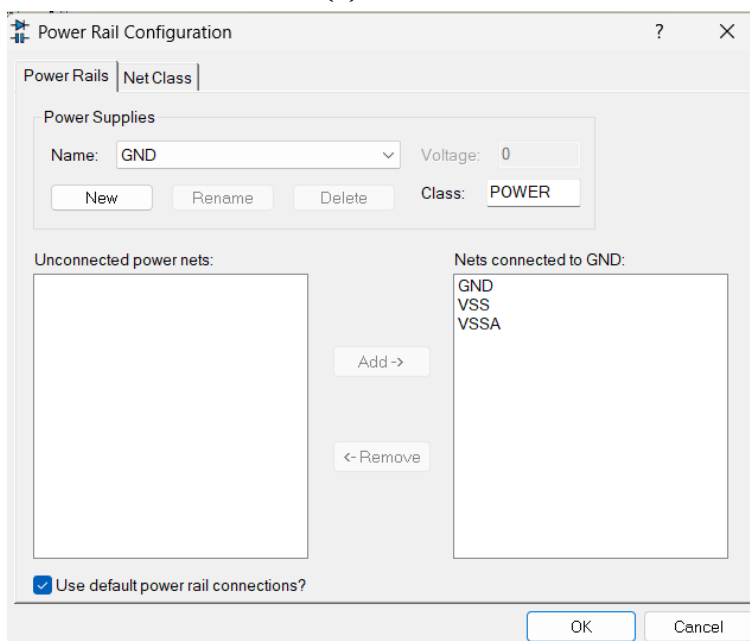 Power Rail Configuration ? ×
Power Rails Net Class
Power Supplies
Name: GND Voltage: 0
New Rename Delete Class: POWER
Unconnected power nets: Nets connected to GND:
GND
VSS
VSSA
Add ->
<- Remove
Use default power rail connections?
OK Cancel